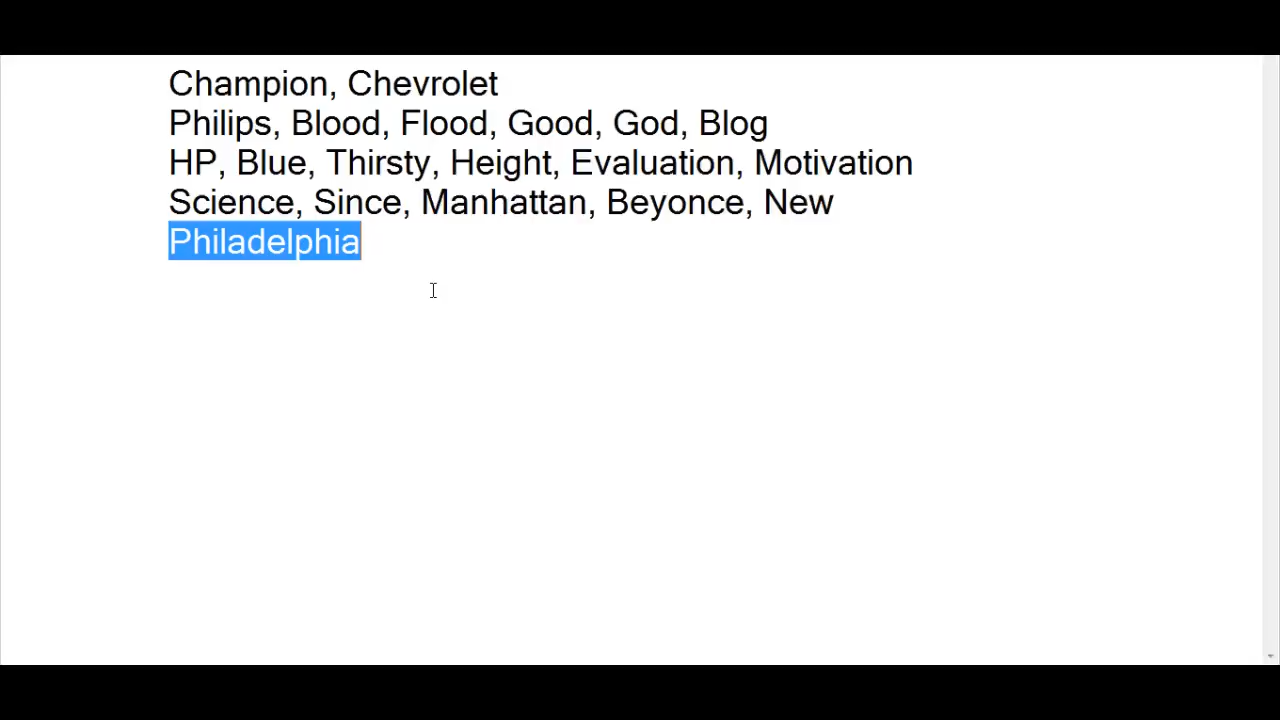 Champion, Chevrolet
Philips, Blood, Flood, Good, God, Blog
HP, Blue, Thirsty, Height, Evaluation, Motivation
Science, Since, Manhattan, Beyonce, New
Philadelphia